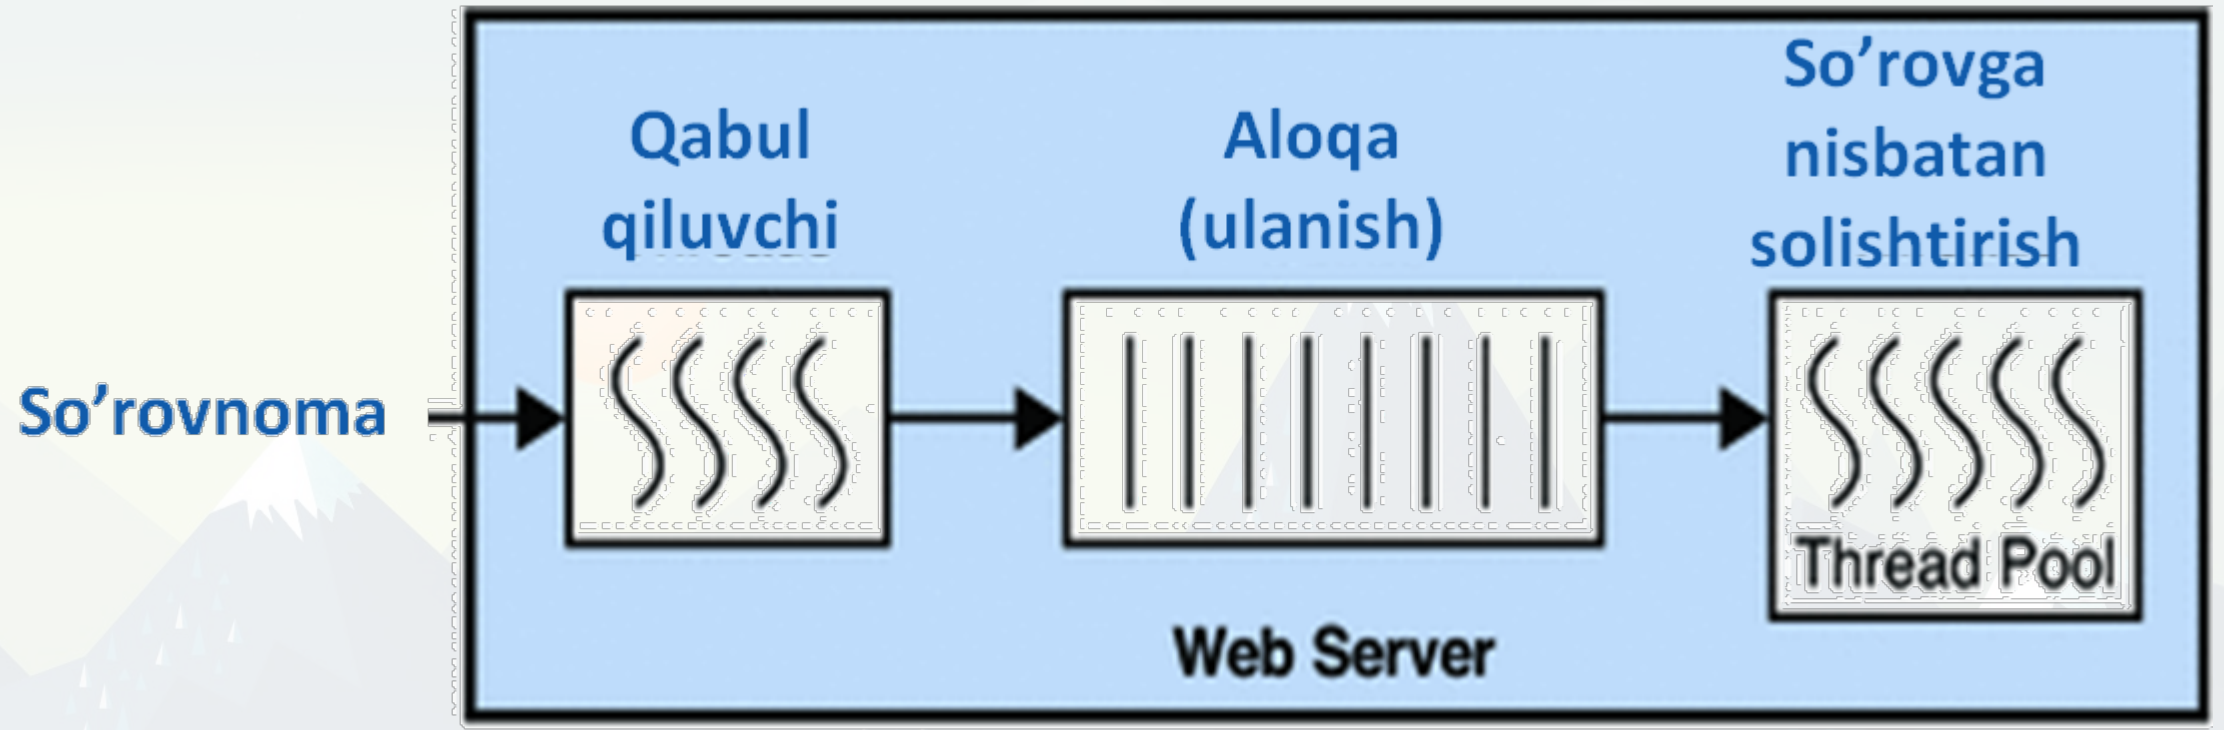 So’rovnoma
Qabul
qiluvchi
Aloqa
(ulanish)
So’rovga
nisbatan
solishtirish
Thread Pool
Web Server